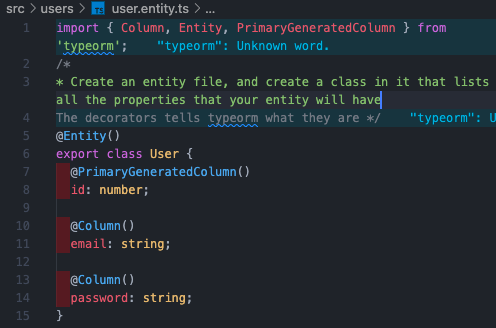 src > users > TS user.entity.ts > ...
1 import { Column, Entity, PrimaryGeneratedColumn } from
'typeorm'; "typeorm": Unknown word.
2 /*
3 * Create an entity file, and create a class in it that lists
all the properties that your entity will have
4 The decorators tells typeorm what they are */ "typeorm": U
5 @Entity()
6 export class User {
7 @PrimaryGeneratedColumn()
8 id: number;
9
10 @Column()
11 email: string;
12
13 @Column()
14 password: string;
15 }